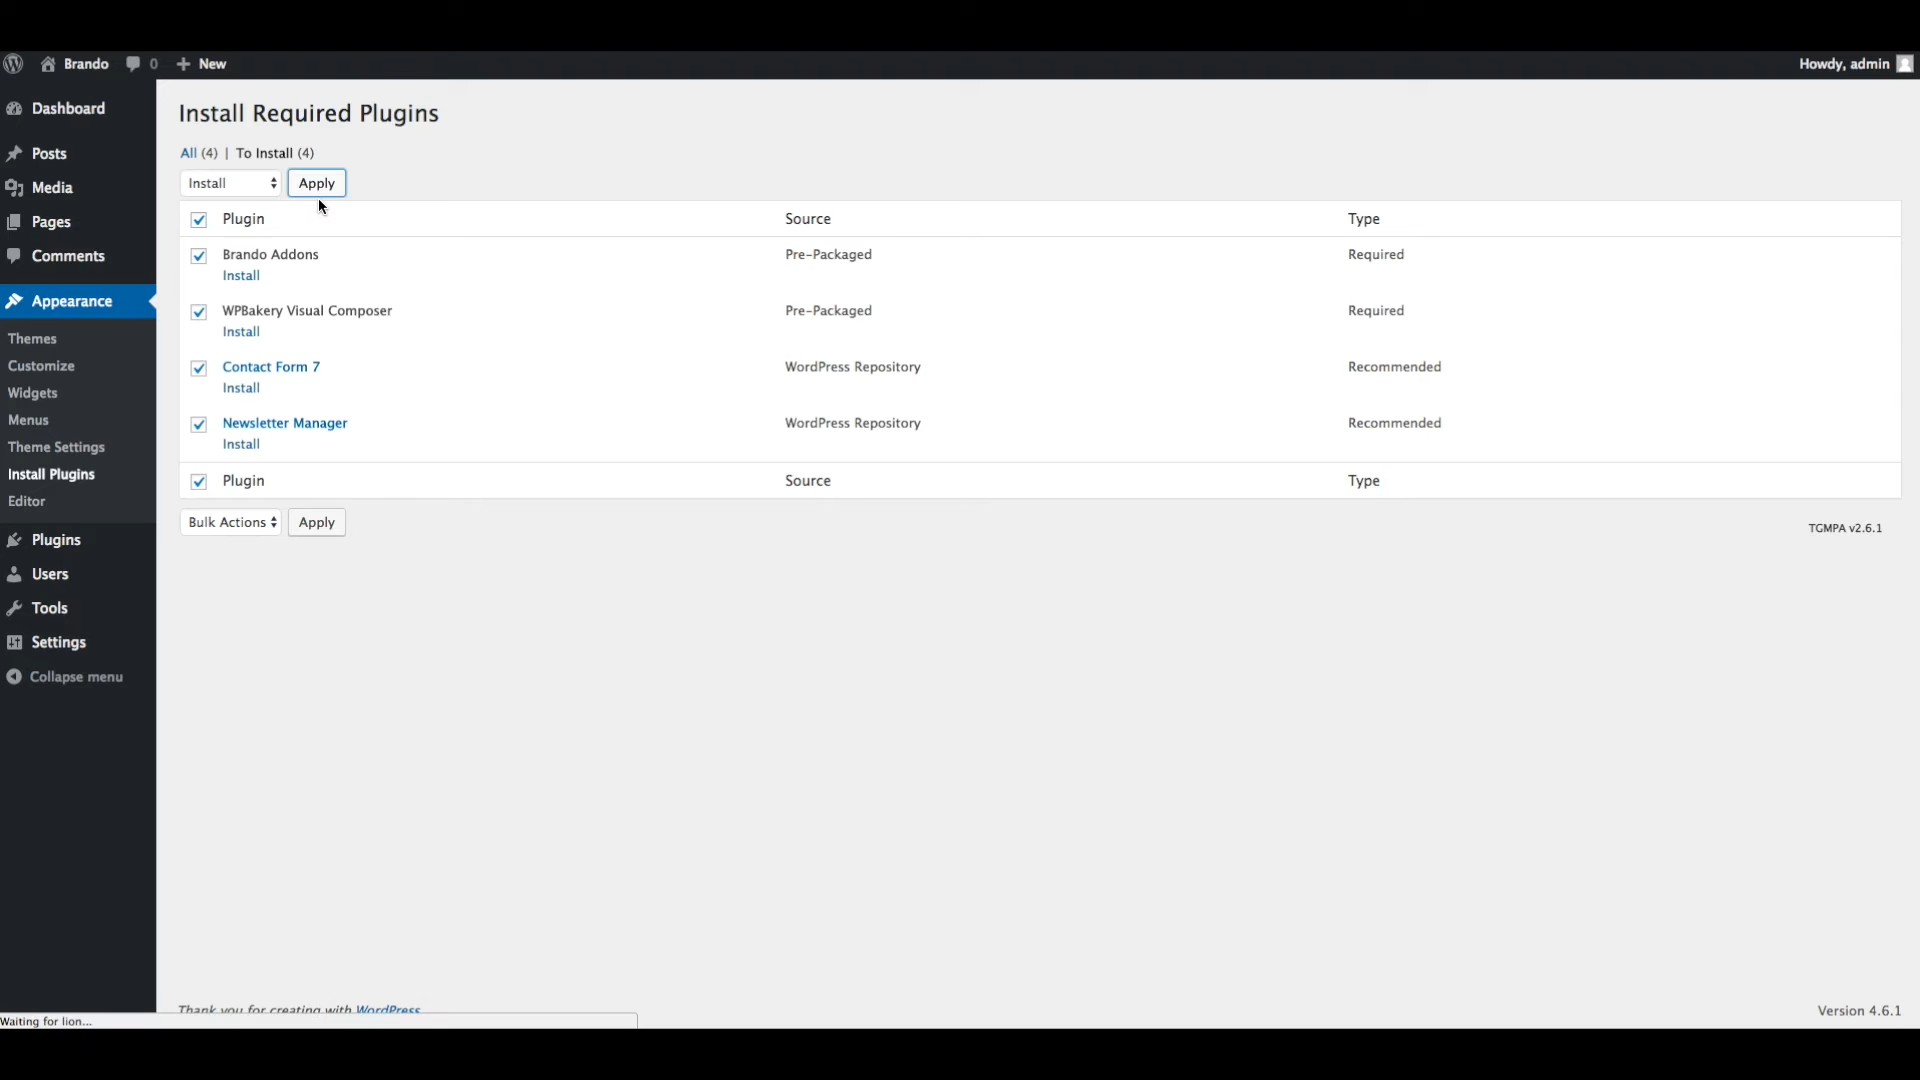 Brando 0 New Howdy, admin
Dashboard
Posts
Media
Pages
Comments
Appearance
Themes
Customize
Widgets
Menus
Theme Settings
Install Plugins
Editor
Plugins
Users
Tools
Settings
Collapse menu
Install Required Plugins
All (4) | To Install (4)
Install Apply
Plugin Source Type
Brando Addons Pre-Packaged Required
Install
WPBakery Visual Composer Pre-Packaged Required
Install
Contact Form 7 WordPress Repository Recommended
Install
Newsletter Manager WordPress Repository Recommended
Install
Plugin Source Type
Bulk Actions Apply
TGMPA v2.6.1
Thank you for creating with WordPress
Version 4.6.1
Waiting for lion...